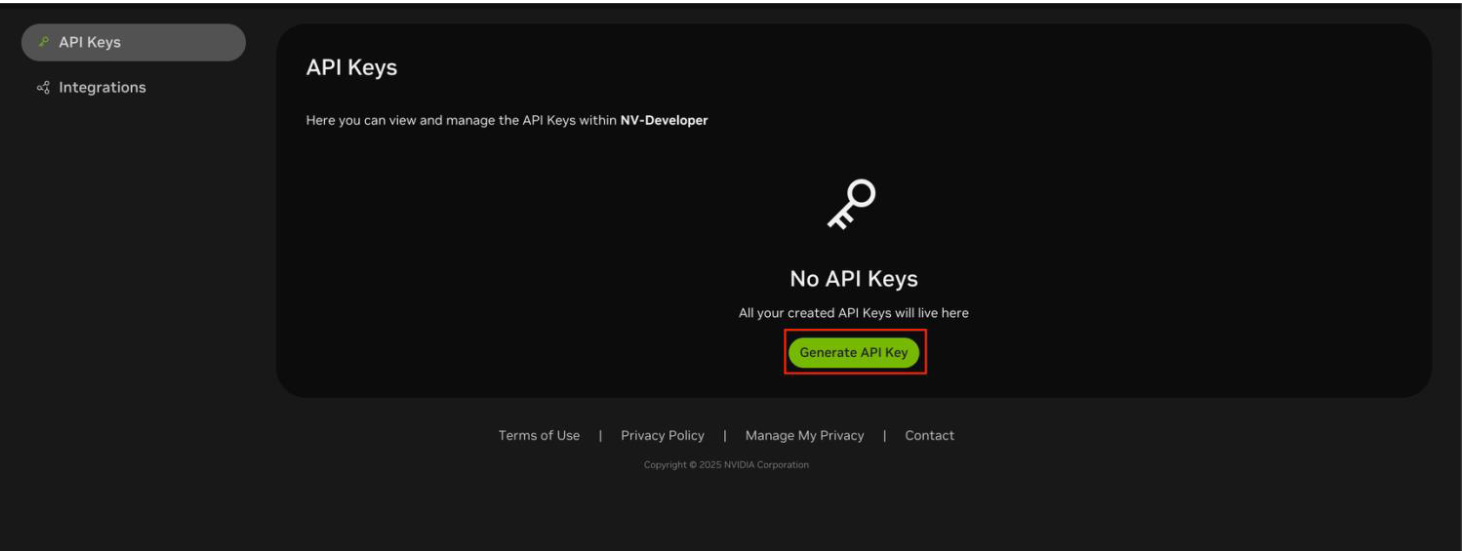 API Keys
Integrations
API Keys
Here you can view and manage the API Keys within NV-Developer
No API Keys
All your created API Keys will live here
Generate API Key
Terms of Use | Privacy Policy | Manage My Privacy | Contact
Copyright © 2025 NVIDIA Corporation